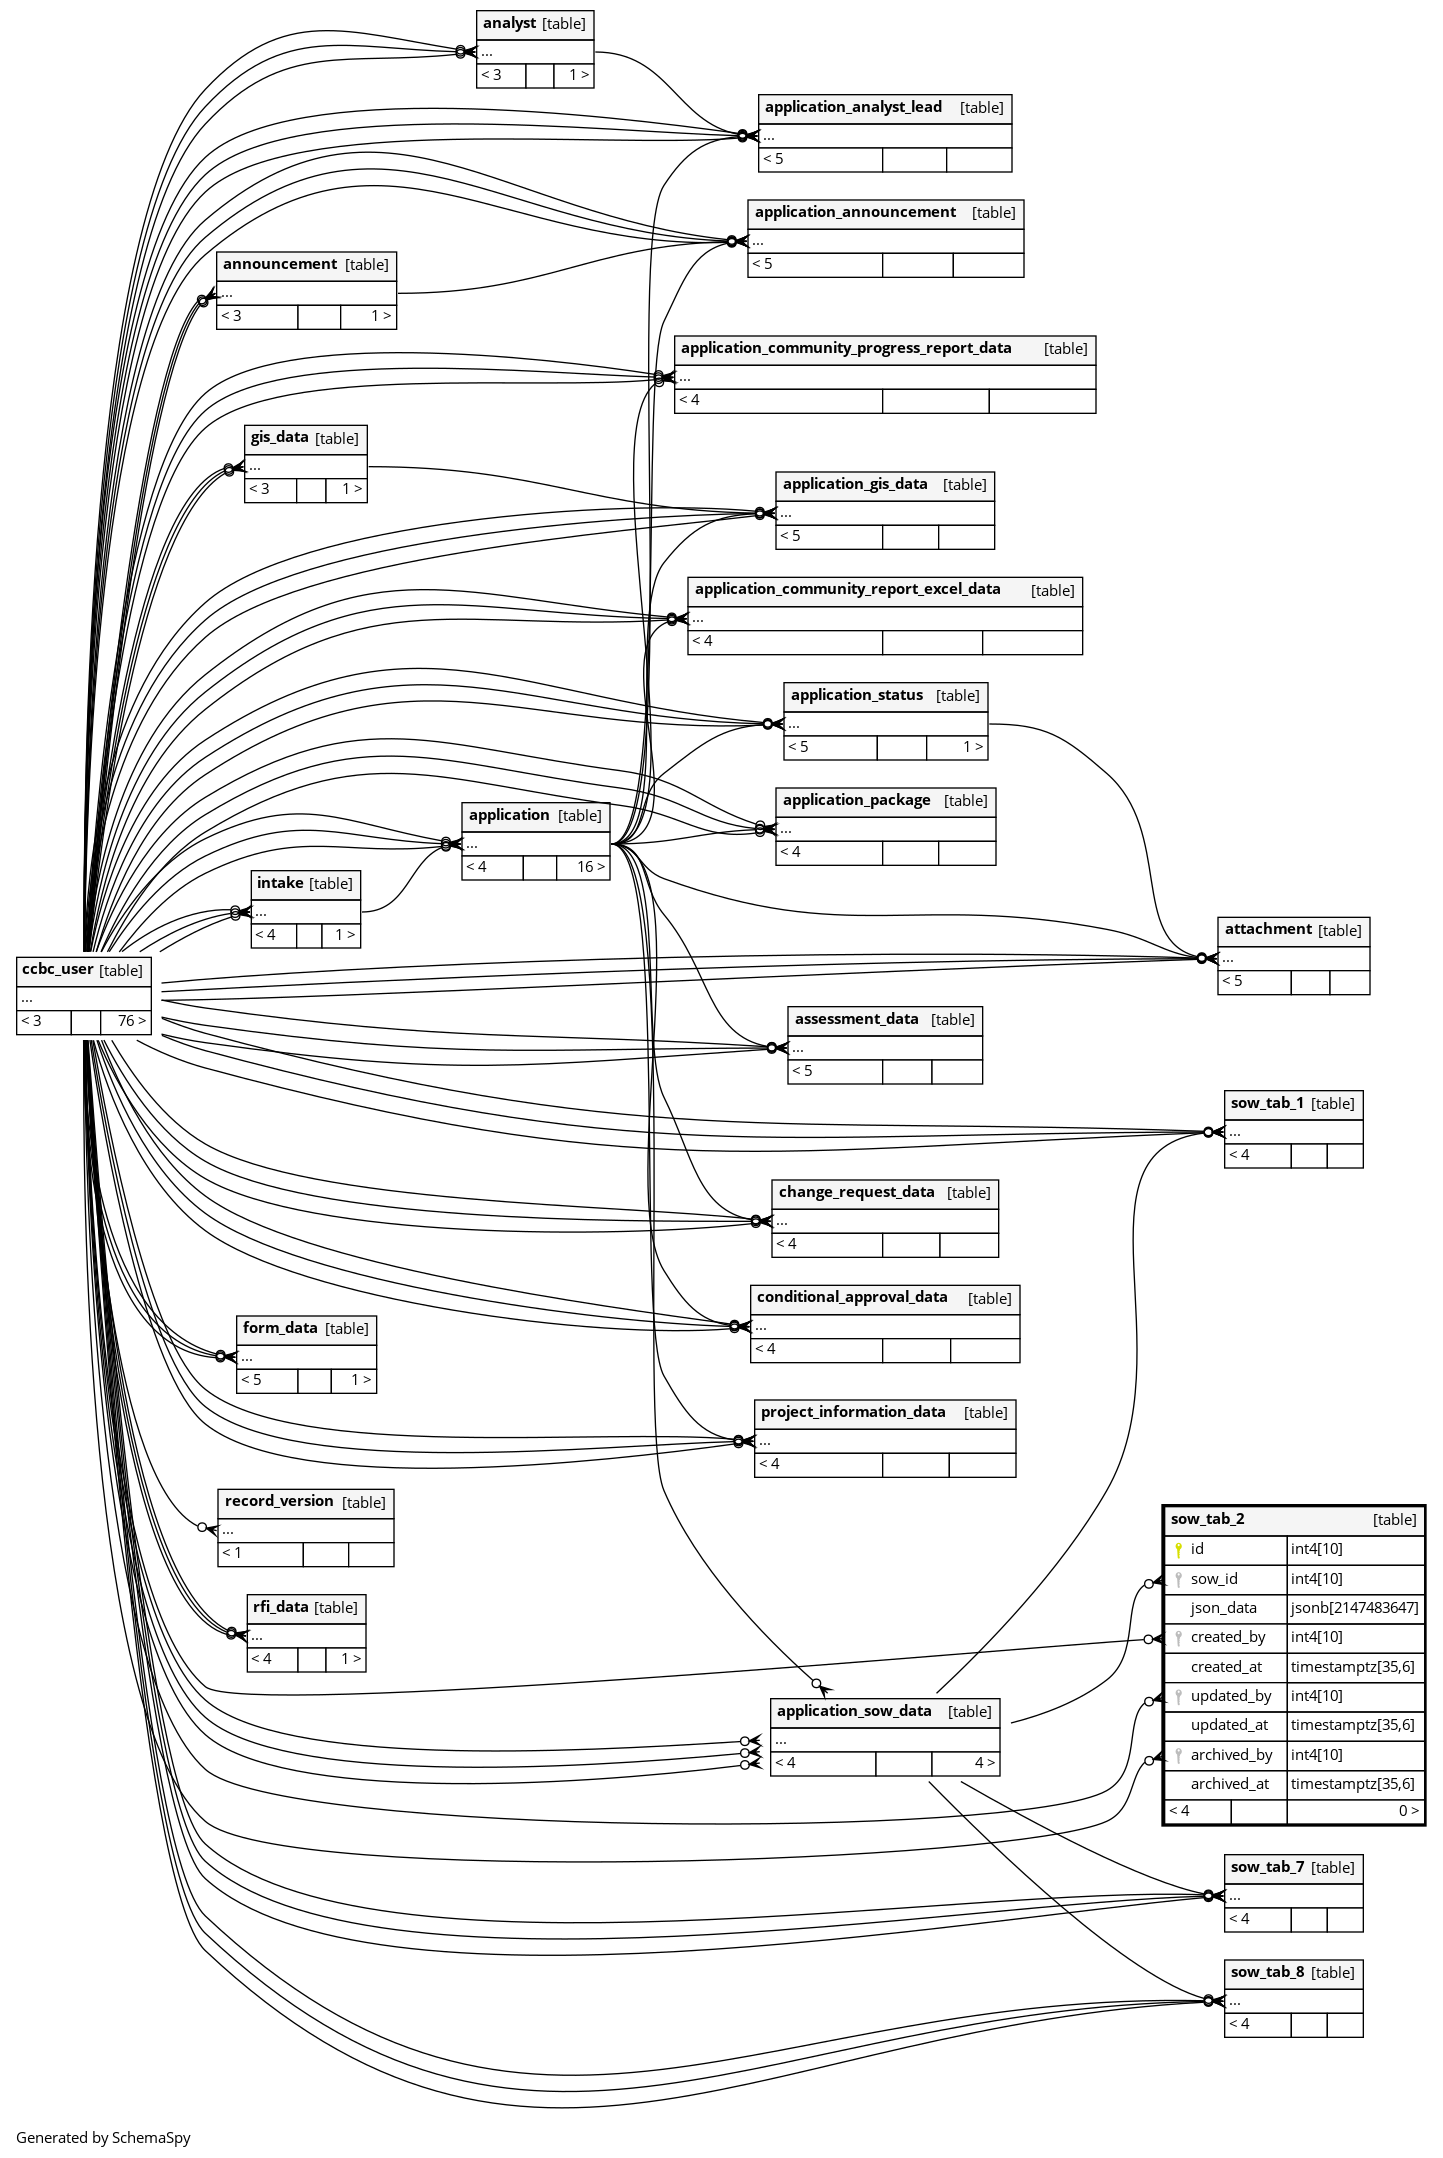 analyst [table]
...
< 3 1 >
application_analyst_lead [table]
...
< 5
application_announcement [table]
...
< 5
announcement [table]
...
< 3 1 >
application_community_progress_report_data [table]
...
< 4
gis_data [table]
...
< 3 1 >
application_gis_data [table]
...
< 5
application_community_report_excel_data [table]
...
< 4
application_status [table]
...
< 5 1 >
application_package [table]
...
< 4
application [table]
...
< 4 16 >
intake [table]
...
< 4 1 >
attachment [table]
...
< 5
ccbc_user [table]
...
< 3 76 >
assessment_data [table]
...
< 5
sow_tab_1 [table]
...
< 4
change_request_data [table]
...
< 4
conditional_approval_data [table]
...
< 4
form_data [table]
...
< 5 1 >
project_information_data [table]
...
< 4
record_version [table]
...
< 1
sow_tab_2 [table]
id int4[10]
sow_id int4[10]
json_data jsonb[2147483647]
created_by int4[10]
created_at timestamptz[35,6]
updated_by int4[10]
updated_at timestamptz[35,6]
archived_by int4[10]
archived_at timestamptz[35,6]
< 4 0 >
rfi_data [table]
...
< 4 1 >
application_sow_data [table]
...
< 4 4 >
sow_tab_7 [table]
...
< 4
sow_tab_8 [table]
...
< 4
Generated by SchemaSpy